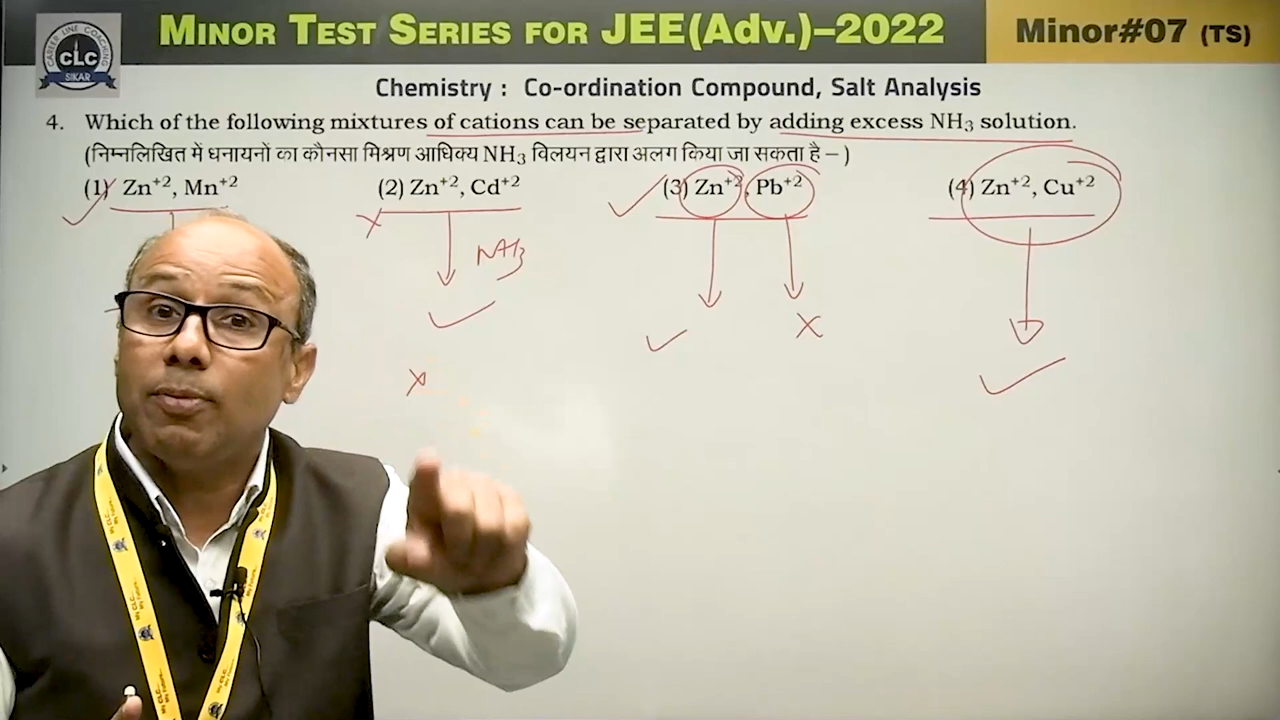 CAREER LINE COACHING
CLC
SIKAR
MINOR TEST SERIES FOR JEE(ADV.)–2022
Minor#07 (TS)
Chemistry : Co-ordination Compound, Salt Analysis
4. Which of the following mixtures of cations can be separated by adding excess NH₃ solution.
(निम्नलिखित में धनायनों का कौनसा मिश्रण आधिक्य NH₃ विलयन द्वारा अलग किया जा सकता है – )
(1) Zn⁺², Mn⁺² (2) Zn⁺², Cd⁺² (3) Zn⁺², Pb⁺² (4) Zn⁺², Cu⁺²
NH₃